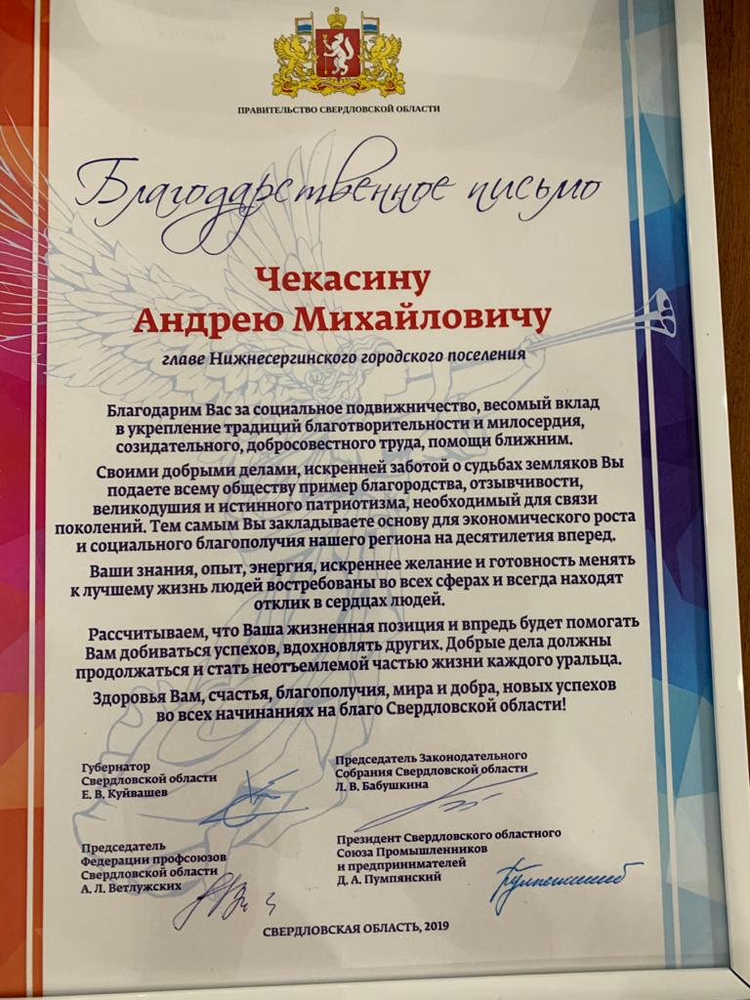 ПРАВИТЕЛЬСТВО СВЕРДЛОВСКОЙ ОБЛАСТИ
Благодарственное письмо
Чекасину
Андрею Михайловичу
главе Нижнесергинского городского поселения
Благодарим Вас за социальное подвижничество, весомый вклад
в укрепление традиций благотворительности и милосердия,
созидательного, добросовестного труда, помощи ближним.
Своими добрыми делами, искренней заботой о судьбах земляков Вы
подаете всему обществу пример благородства, отзывчивости,
великодушия и истинного патриотизма, необходимый для связи
поколений. Тем самым Вы закладываете основу для экономического роста
и социального благополучия нашего региона на десятилетия вперед.
Ваши знания, опыт, энергия, искреннее желание и готовность менять
к лучшему жизнь людей востребованы во всех сферах и всегда находят
отклик в сердцах людей.
Рассчитываем, что Ваша жизненная позиция и впредь будет помогать
Вам добиваться успехов, вдохновлять других. Добрые дела должны
продолжаться и стать неотъемлемой частью жизни каждого уральца.
Здоровья Вам, счастья, благополучия, мира и добра, новых успехов
во всех начинаниях на благо Свердловской области!
Губернатор
Свердловской области
Е. В. Куйвашев
Председатель Законодательного
Собрания Свердловской области
Л. В. Бабушкина
Председатель
Федерации профсоюзов
Свердловской области
А. Л. Ветлужских
Президент Свердловского областного
Союза Промышленников
и предпринимателей
Д. А. Пумпянский
СВЕРДЛОВСКАЯ ОБЛАСТЬ, 2019